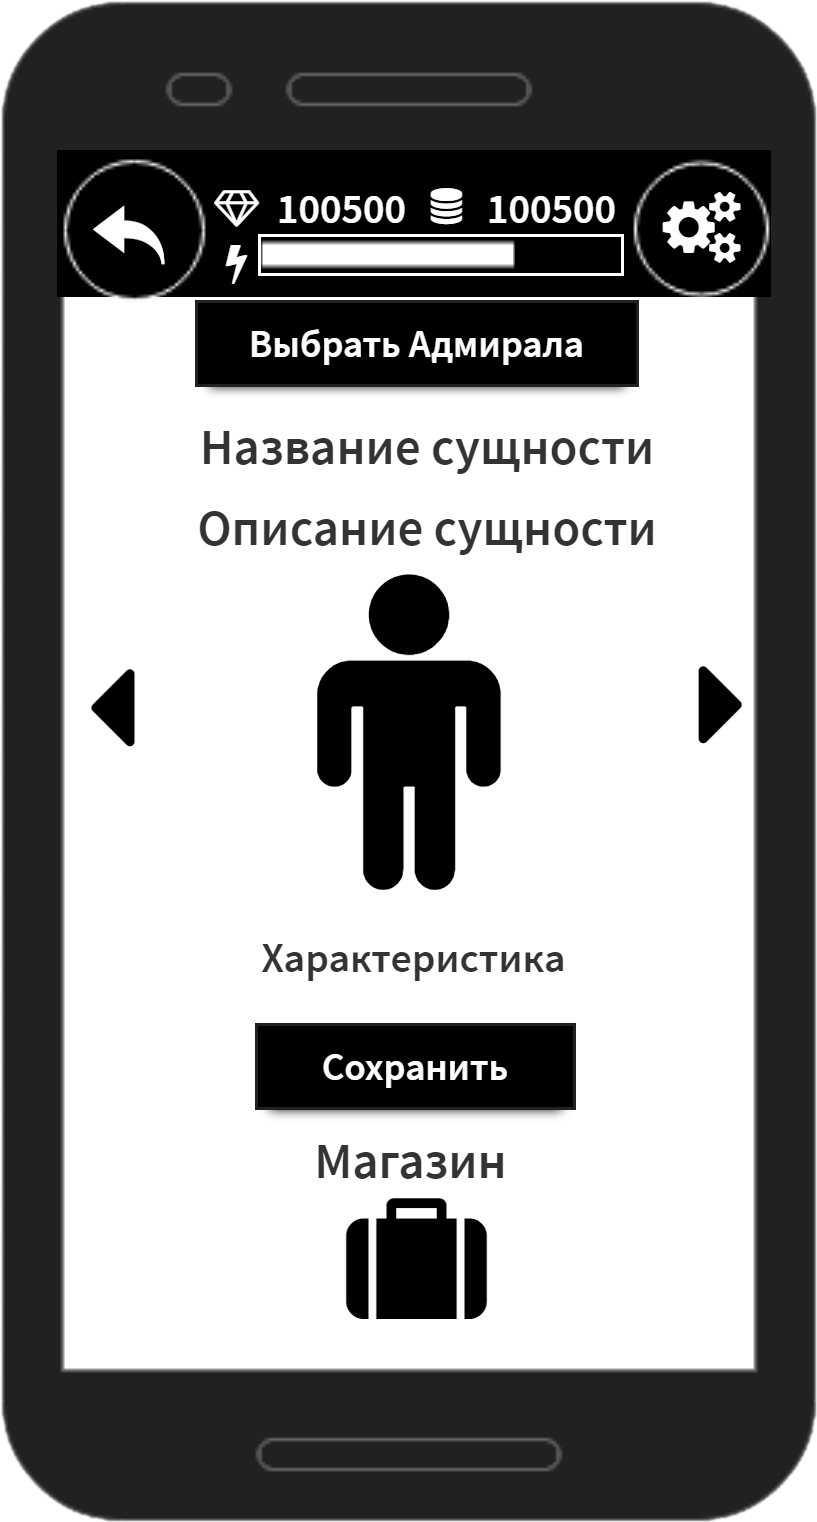 100500 100500
Выбрать Адмирала
Название сущности
Описание сущности
Характеристика
Сохранить
Магазин